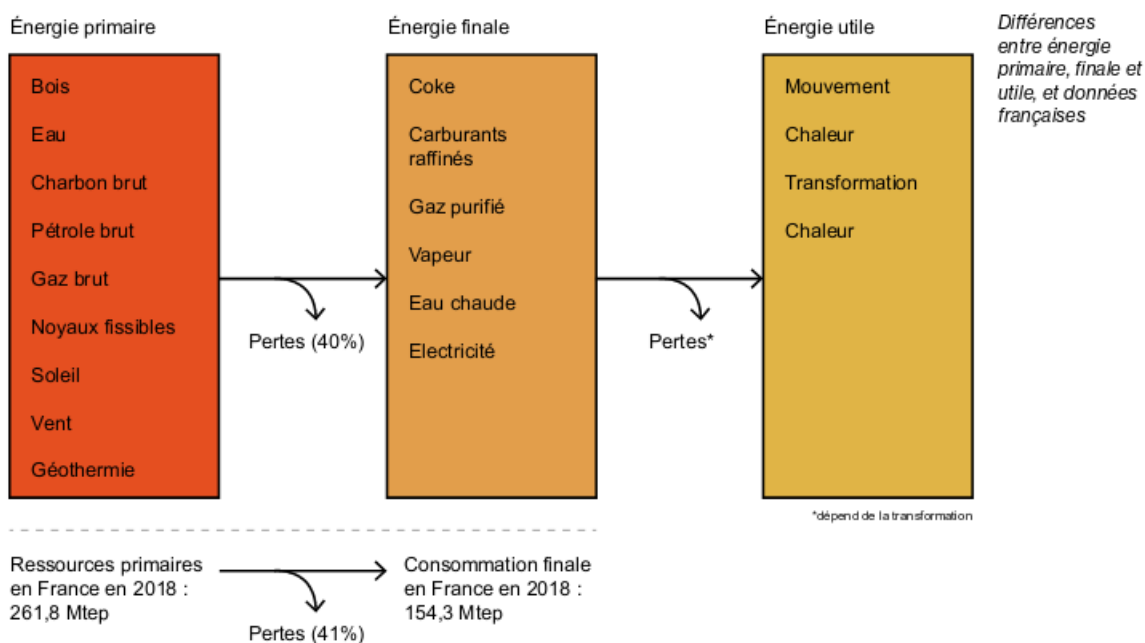 Énergie primaire
Bois
Eau
Charbon brut
Pétrole brut
Gaz brut
Noyaux fissibles
Soleil
Vent
Géothermie
Pertes (40%)
Énergie finale
Coke
Carburants
raffinés
Gaz purifié
Vapeur
Eau chaude
Electricité
Pertes*
Énergie utile
Mouvement
Chaleur
Transformation
Chaleur
*dépend de la transformation
Différences
entre énergie
primaire, finale et
utile, et données
françaises
Ressources primaires
en France en 2018 :
261,8 Mtep
Pertes (41%)
Consommation finale
en France en 2018 :
154,3 Mtep